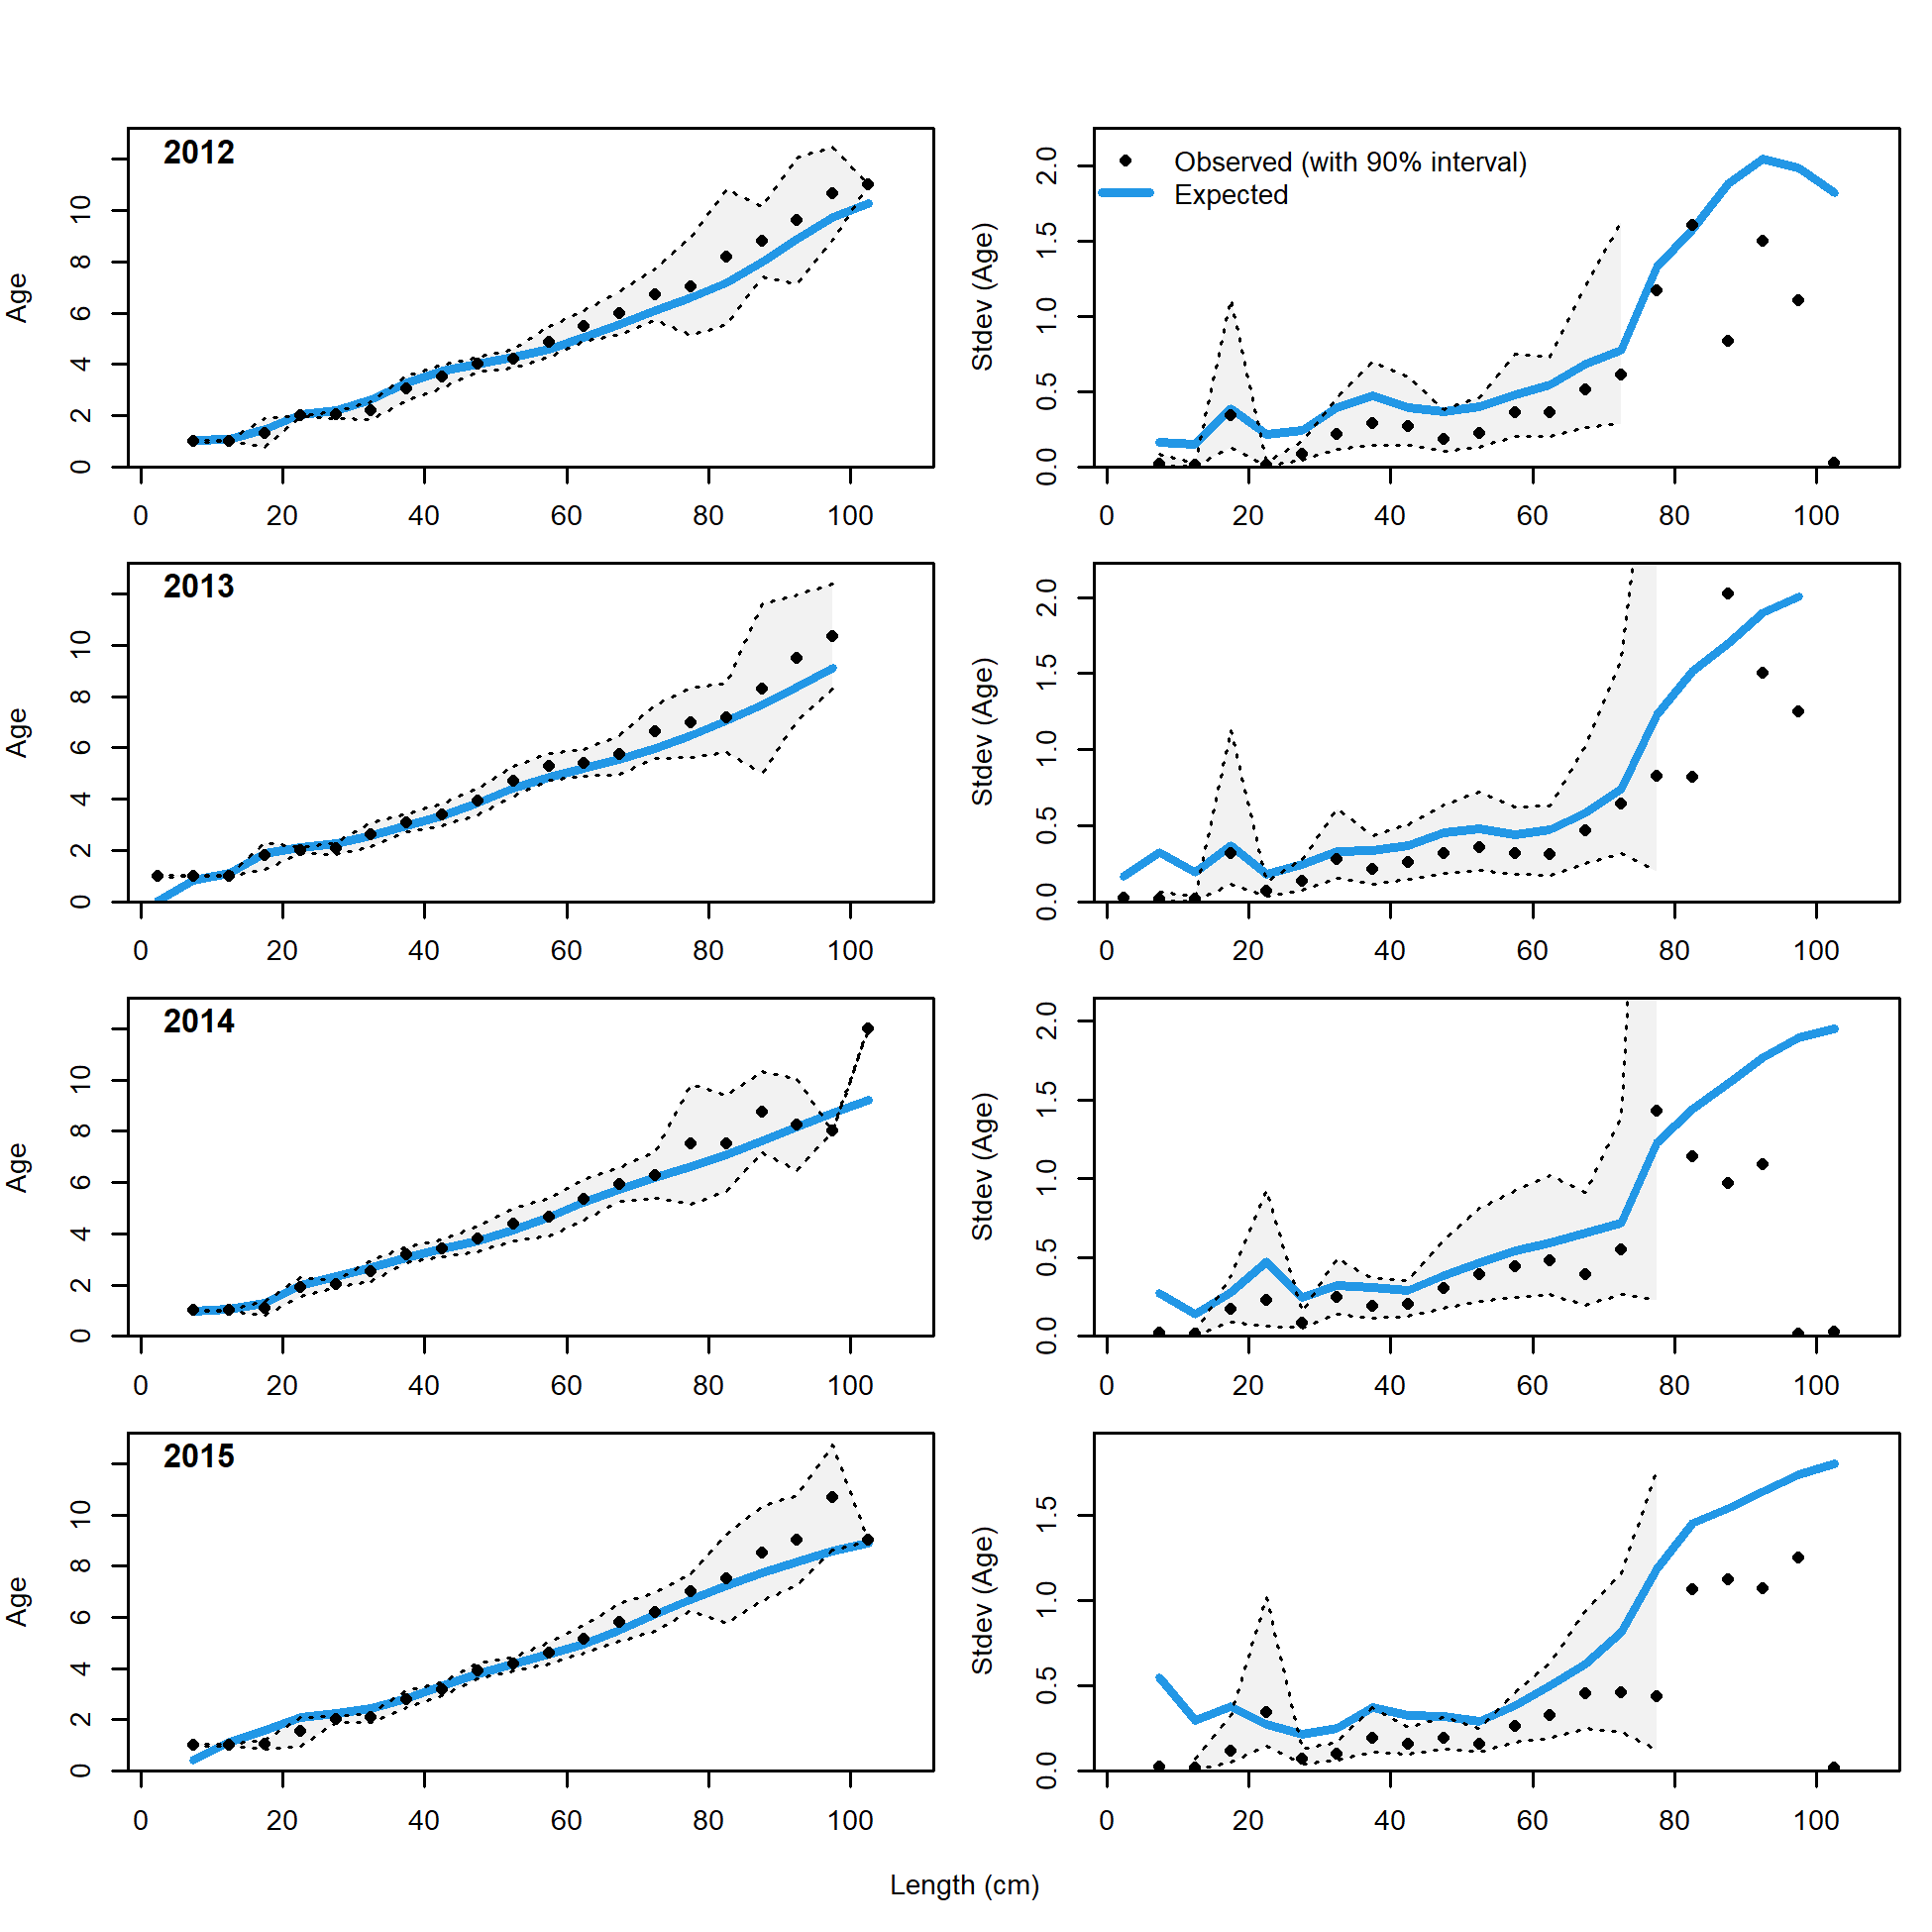 2012
Age
0 2 4 6 8 10
0 20 40 60 80 100
Observed (with 90% interval)
Expected
Stdev (Age)
0.0 0.5 1.0 1.5 2.0
0 20 40 60 80 100
2013
Age
0 2 4 6 8 10
0 20 40 60 80 100
Stdev (Age)
0.0 0.5 1.0 1.5 2.0
0 20 40 60 80 100
2014
Age
0 2 4 6 8 10
0 20 40 60 80 100
Stdev (Age)
0.0 0.5 1.0 1.5 2.0
0 20 40 60 80 100
2015
Age
0 2 4 6 8 10
0 20 40 60 80 100
Stdev (Age)
0.0 0.5 1.0 1.5
0 20 40 60 80 100
Length (cm)